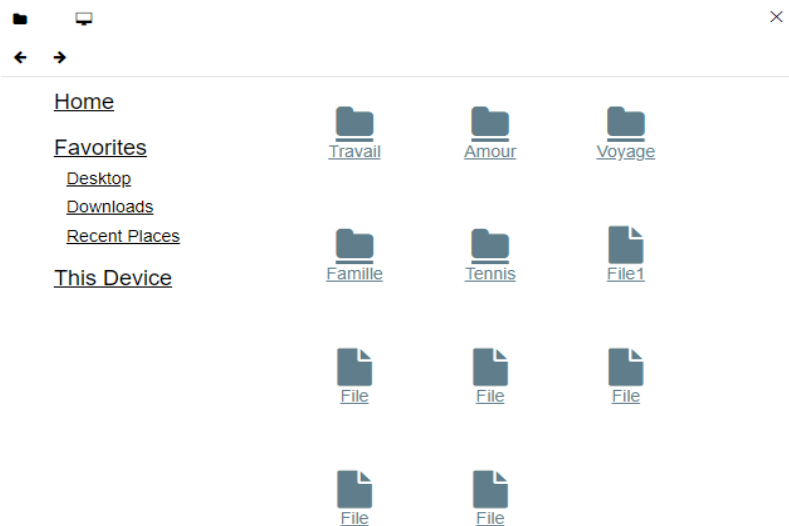 Home
Favorites
Desktop
Downloads
Recent Places
This Device
Travail Amour Voyage
Famille Tennis File1
File File File
File File